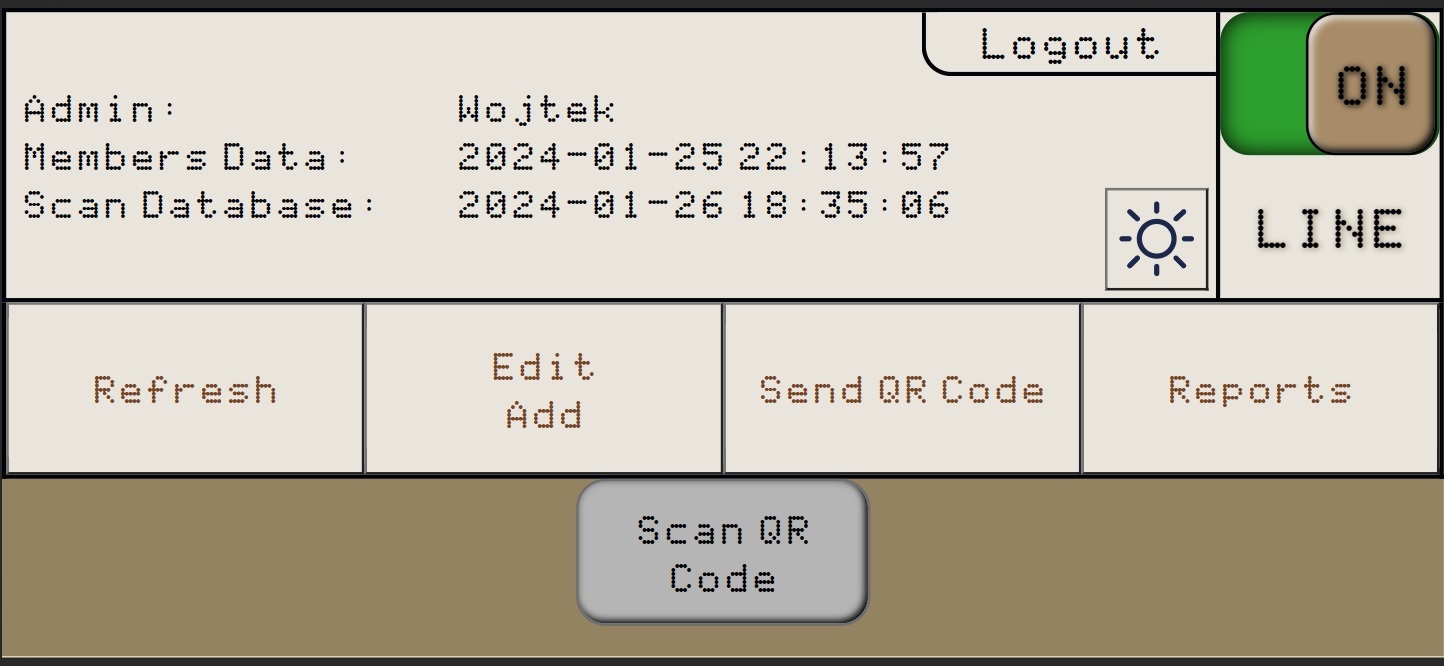 Logout
ON
Admin: Wojtek
Members Data: 2024-01-25 22:13:57
Scan Database: 2024-01-26 18:35:06
LINE
Refresh
Edit
Add
Send QR Code
Reports
Scan QR
Code